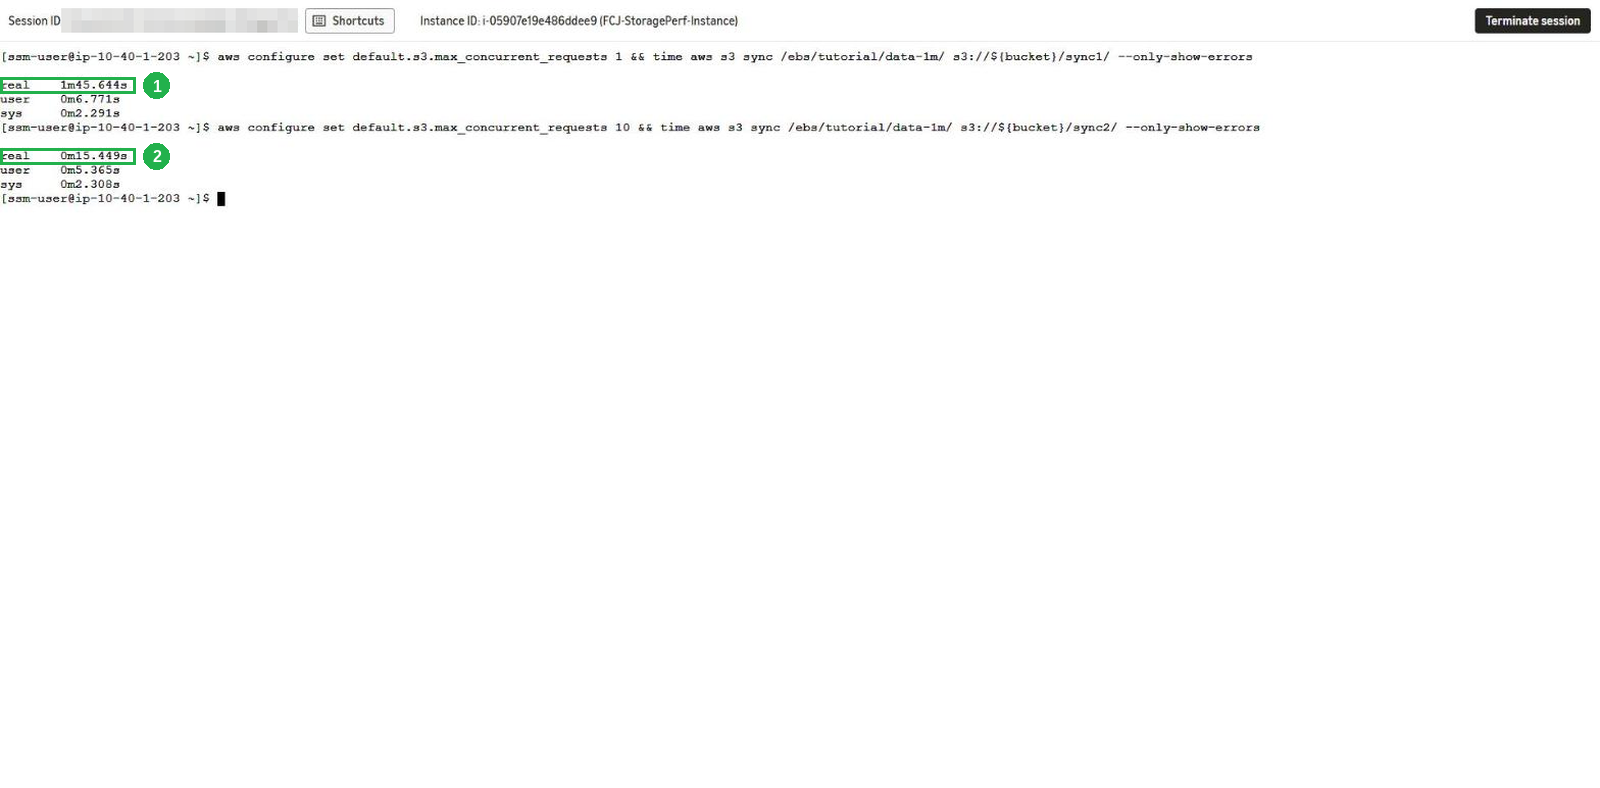 Session ID Shortcuts Instance ID: i-05907e19e486ddee9 (FCJ-StoragePerf-Instance) Terminate session
[ssm-user@ip-10-40-1-203 ~]$ aws configure set default.s3.max_concurrent_requests 1 && time aws s3 sync /ebs/tutorial/data-1m/ s3://${bucket}/sync1/ --only-show-errors
real 1m45.644s 1
user 0m6.771s
sys 0m2.291s
[ssm-user@ip-10-40-1-203 ~]$ aws configure set default.s3.max_concurrent_requests 10 && time aws s3 sync /ebs/tutorial/data-1m/ s3://${bucket}/sync2/ --only-show-errors
real 0m15.449s 2
user 0m5.365s
sys 0m2.308s
[ssm-user@ip-10-40-1-203 ~]$